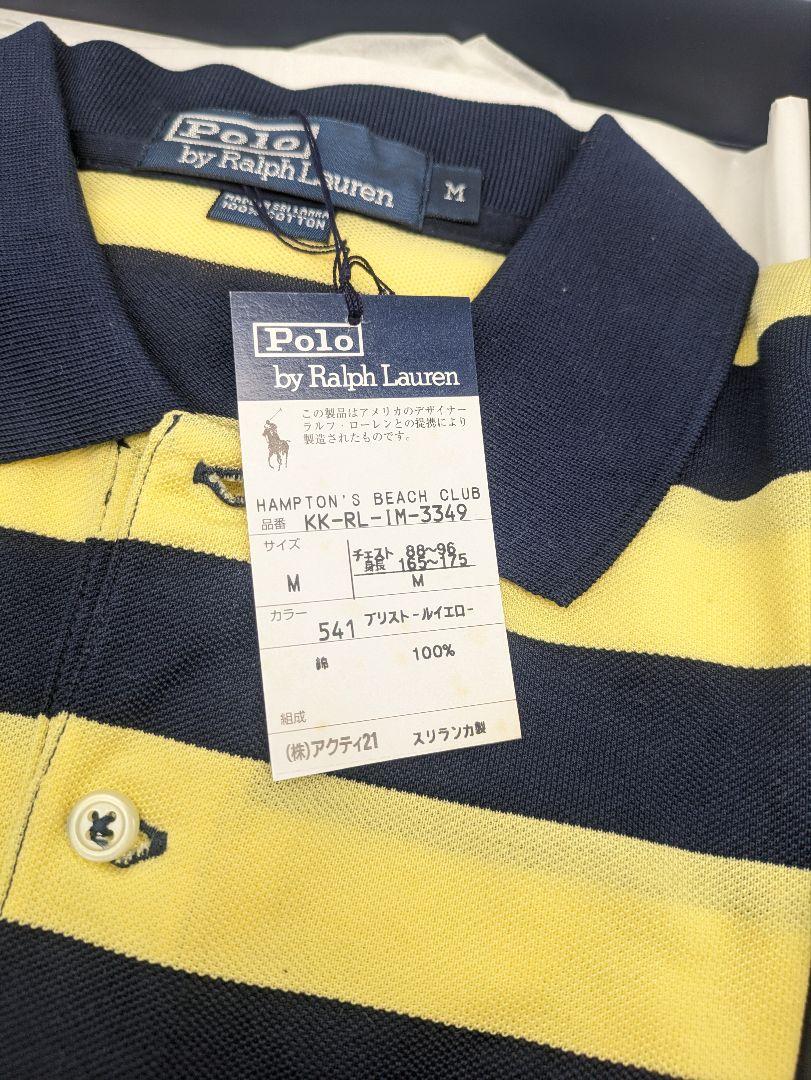 Polo
by Ralph Lauren
M
MADE IN SRI LANKA
100% COTTON
Polo
by Ralph Lauren
この製品はアメリカのデザイナー
ラルフ・ローレンとの提携により
製造されたものです。
HAMPTON'S BEACH CLUB
品番 KK-RL-IM-3349
サイズ
チェスト 88~96
身長 165~175
M
M
カラー
541 ブリストールイエロー
綿 100%
組成
(株)アクティ21 スリランカ製